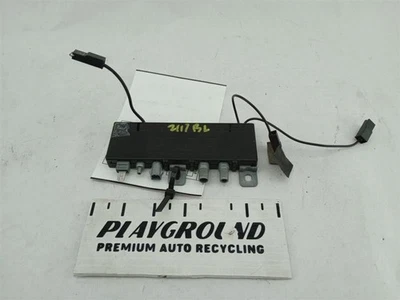 2117BL
PLAYGROUND
PREMIUM AUTO RECYCLING